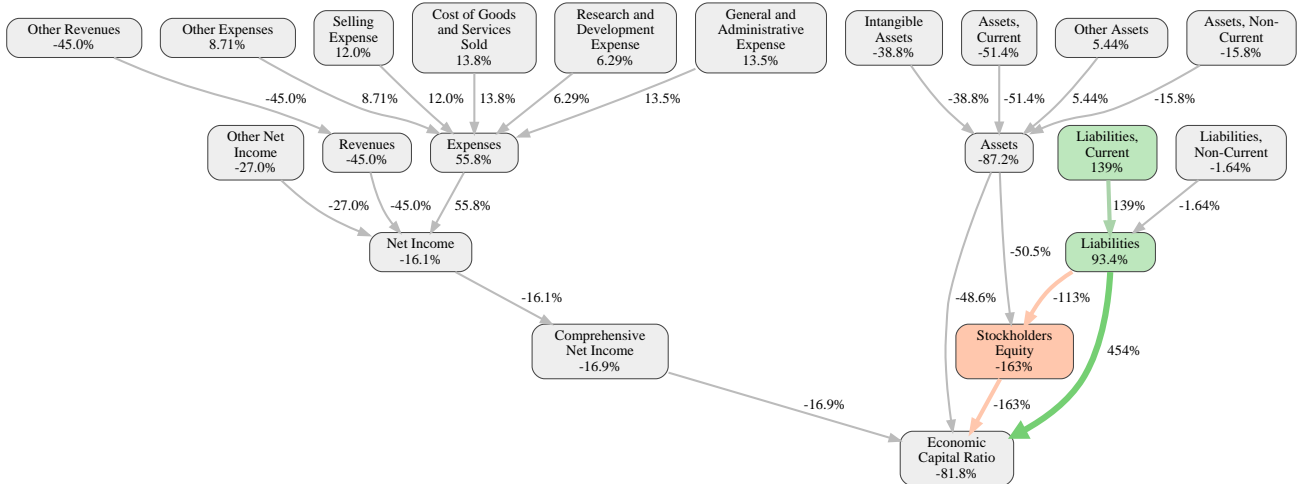 Other Revenues
-45.0%
Other Expenses
8.71%
Selling
Expense
12.0%
Cost of Goods
and Services
Sold
13.8%
Research and
Development
Expense
6.29%
General and
Administrative
Expense
13.5%
Intangible
Assets
-38.8%
Assets,
Current
-51.4%
Other Assets
5.44%
Assets, Non-
Current
-15.8%
-45.0%
8.71%
12.0%
13.8%
6.29%
13.5%
-38.8%
-51.4%
5.44%
-15.8%
Other Net
Income
-27.0%
Revenues
-45.0%
Expenses
55.8%
Assets
-87.2%
Liabilities,
Current
139%
Liabilities,
Non-Current
-1.64%
-27.0%
-45.0%
55.8%
139%
-1.64%
Net Income
-16.1%
-50.5%
Liabilities
93.4%
-16.1%
-48.6%
-113%
Comprehensive
Net Income
-16.9%
Stockholders
Equity
-163%
454%
-16.9%
-163%
Economic
Capital Ratio
-81.8%